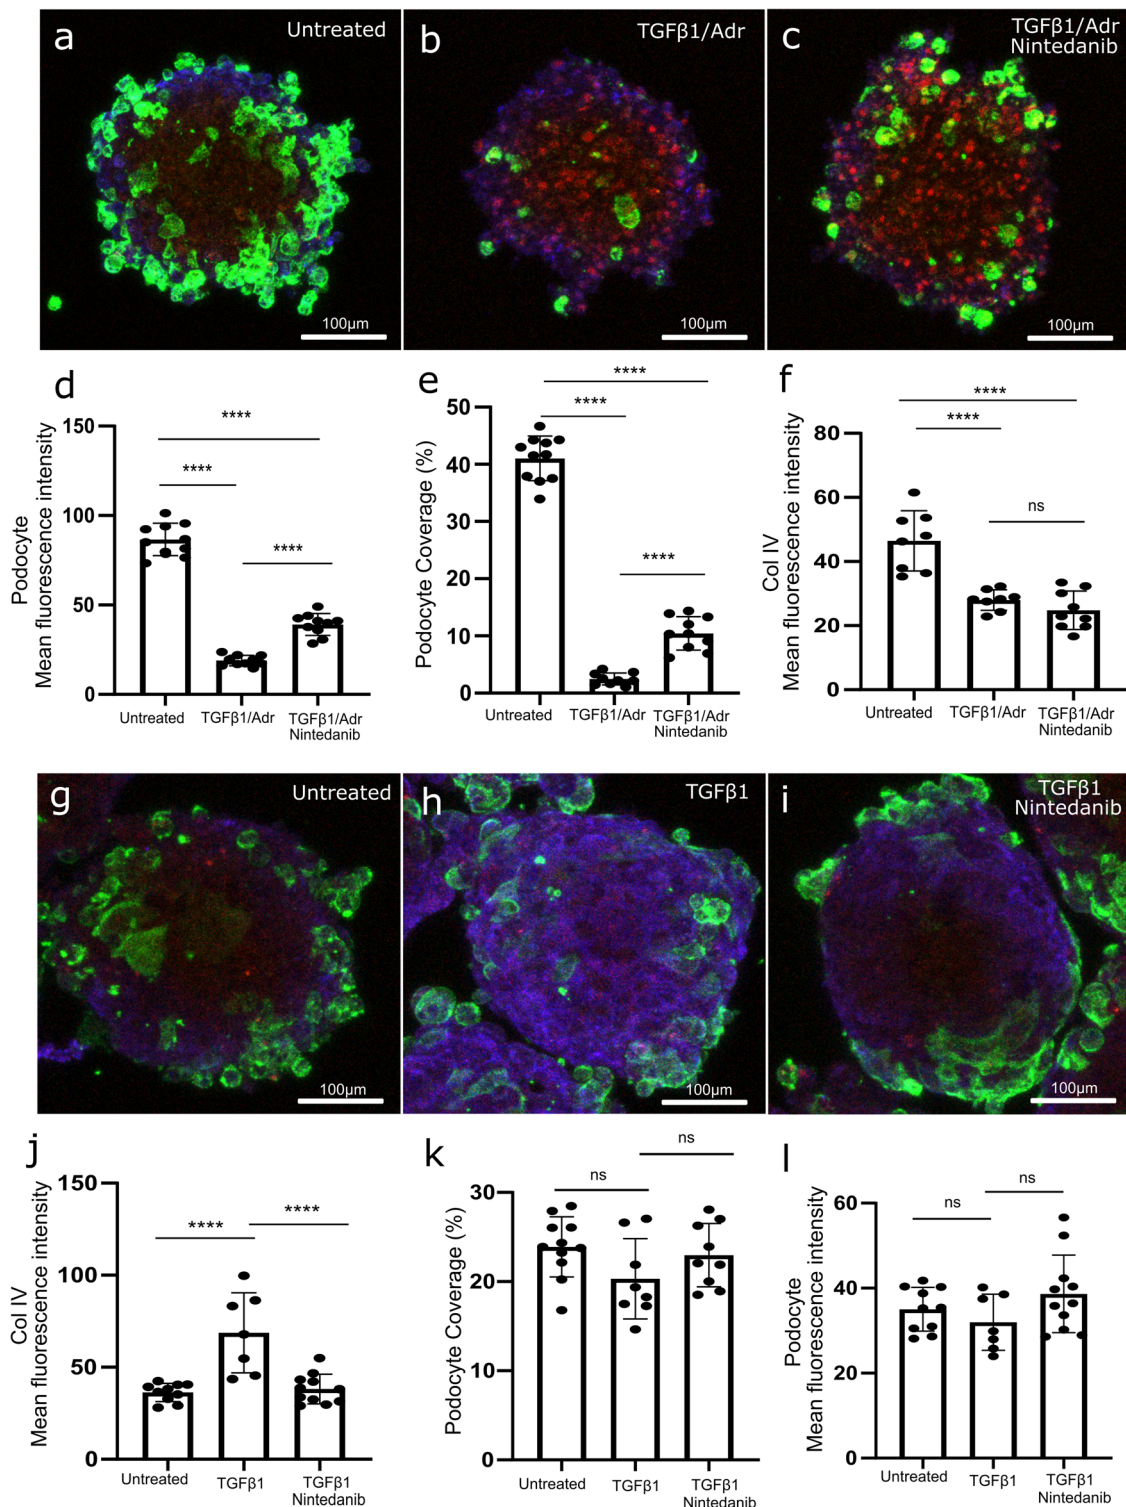 a
Untreated
b
TGFβ1/Adr
c
TGFβ1/Adr
Nintedanib
100µm
100µm
100µm
d
Podocyte
Mean fluorescence intensity
150
100
50
0
****
****
****
Untreated
TGFβ1/Adr
TGFβ1/Adr
Nintedanib
e
Podocyte Coverage (%)
50
40
30
20
10
0
****
****
****
Untreated
TGFβ1/Adr
TGFβ1/Adr
Nintedanib
f
Col IV
Mean fluorescence intensity
80
60
40
20
0
****
****
ns
Untreated
TGFβ1/Adr
TGFβ1/Adr
Nintedanib
g
Untreated
h
TGFβ1
i
TGFβ1
Nintedanib
100µm
100µm
100µm
j
Col IV
Mean fluorescence intensity
150
100
50
0
****
****
Untreated
TGFβ1
TGFβ1
Nintedanib
k
Podocyte Coverage (%)
30
20
10
0
ns
ns
Untreated
TGFβ1
TGFβ1
Nintedanib
l
Podocyte
Mean fluorescence intensity
60
40
20
0
ns
ns
Untreated
TGFβ1
TGFβ1
Nintedanib